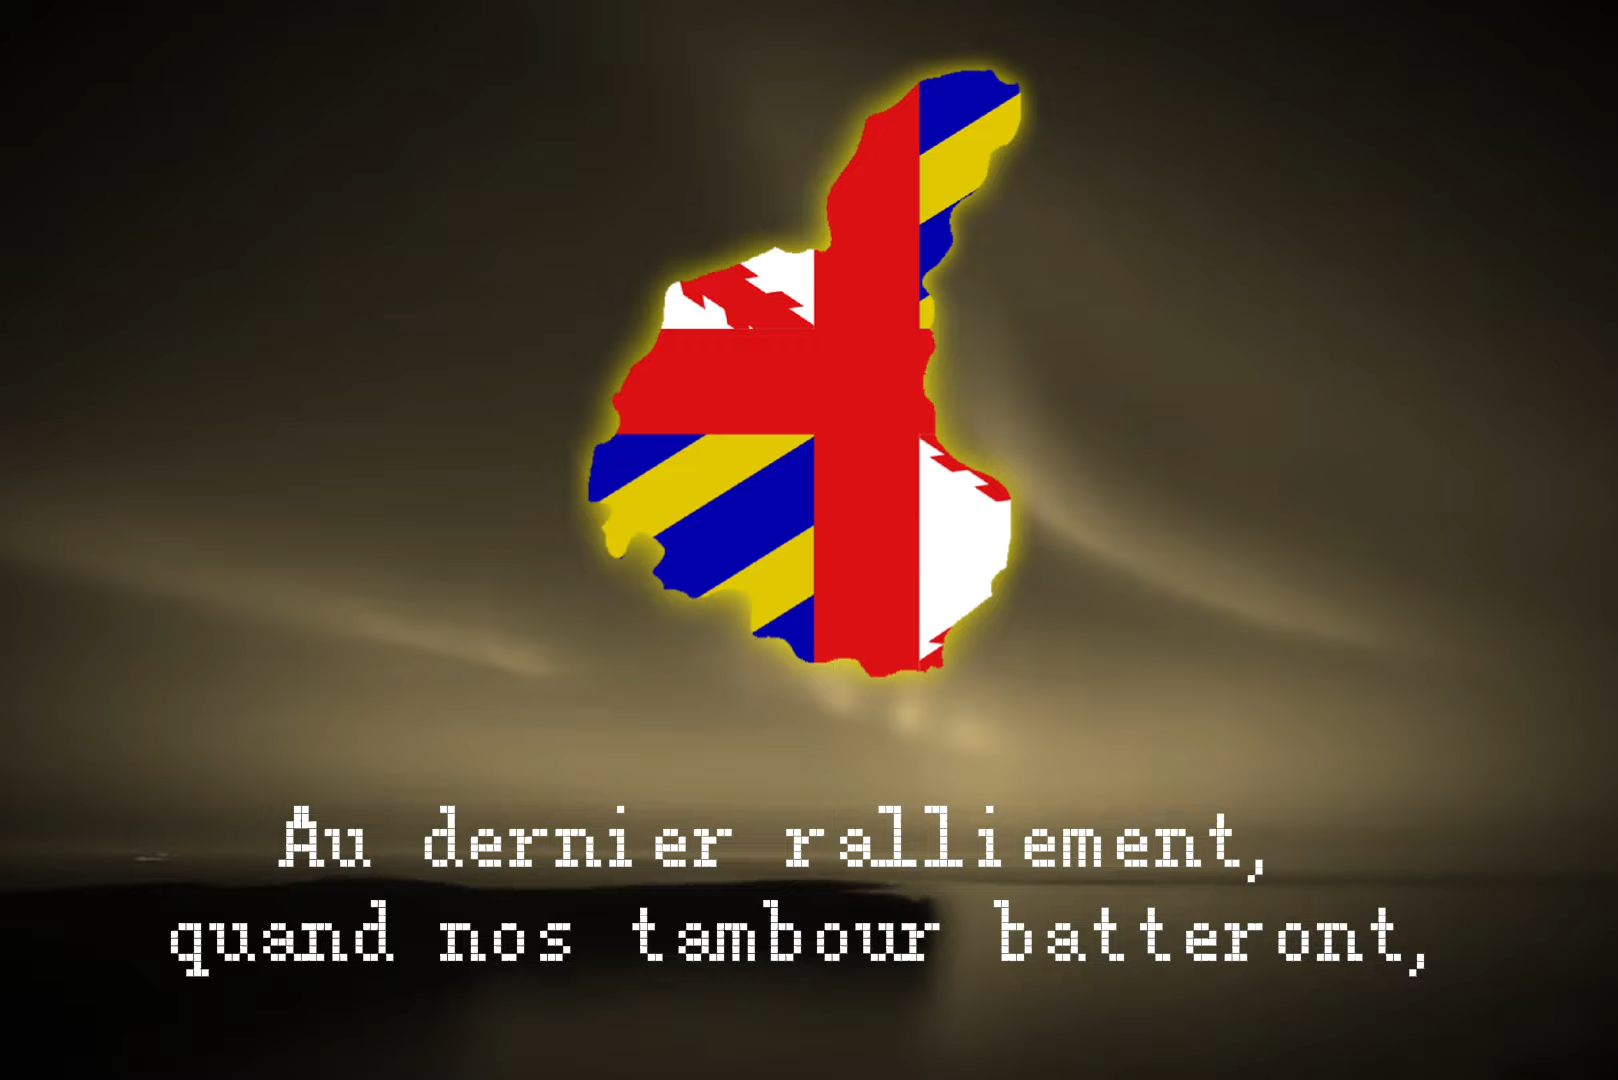 Au dernier ralliement,
quand nos tambour batteront,